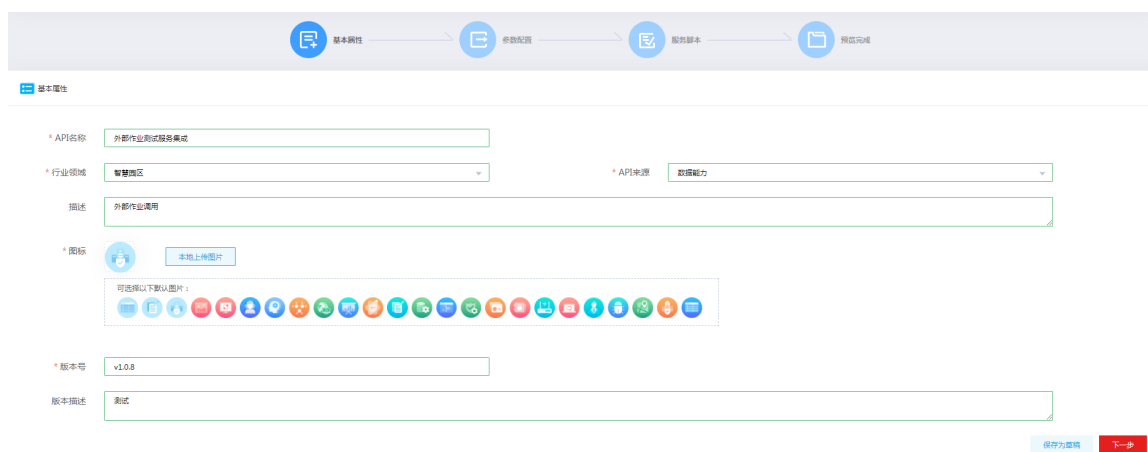 基本属性 参数配置 服务脚本 预览完成
基本属性
* API名称 外部作业测试服务集成
* 行业领域 智慧园区 * API来源 数据能力
描述 外部作业调用
* 图标 本地上传图片
可选择以下默认图片：
* 版本号 v1.0.8
版本描述 测试
保存为草稿 下一步